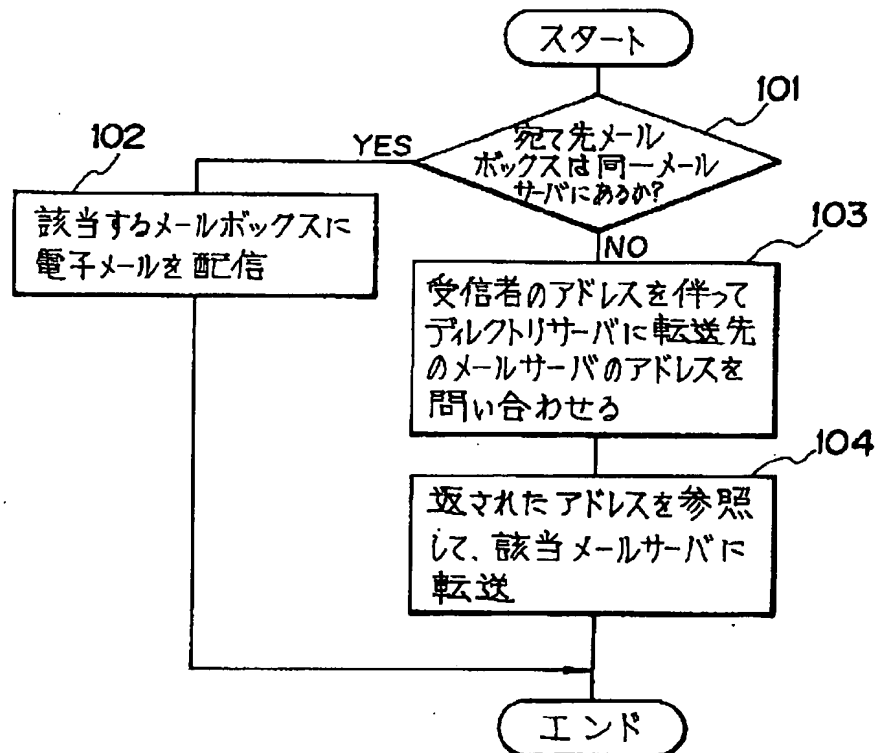 スタート
101
宛て先メール
ボックスは同一メール
サーバにあるか?
YES
102
該当するメールボックスに
電子メールを配信
NO
103
受信者のアドレスを伴って
ディレクトリサーバに転送先
のメールサーバのアドレスを
問い合わせる
104
返されたアドレスを参照
して、該当メールサーバに
転送
エンド